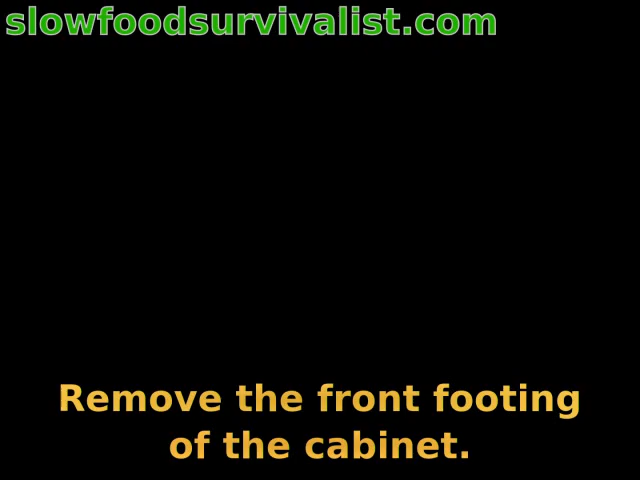 slowfoodsurvivalist.com
Remove the front footing
of the cabinet.